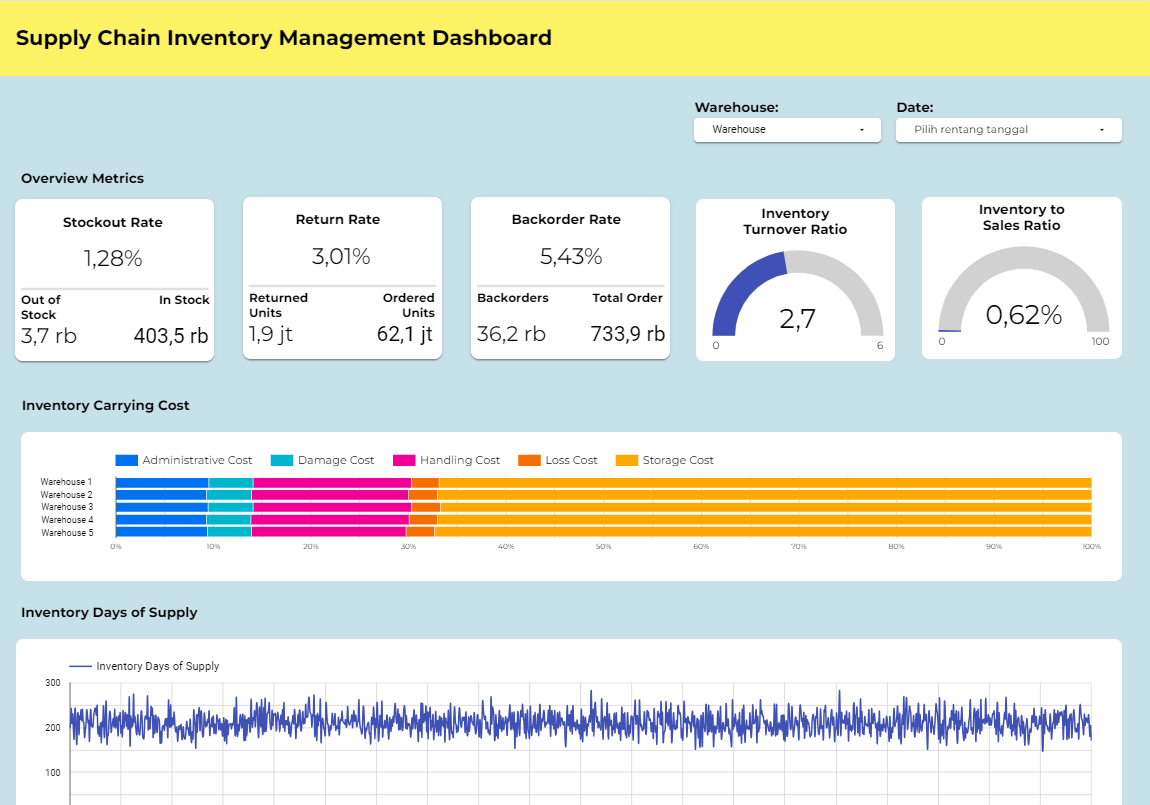 Supply Chain Inventory Management Dashboard
Warehouse:
Date:
Warehouse
Pilih rentang tanggal
Overview Metrics
Stockout Rate
1,28%
Out of
Stock
In Stock
3,7 rb
403,5 rb
Return Rate
3,01%
Returned
Units
Ordered
Units
1,9 jt
62,1 jt
Backorder Rate
5,43%
Backorders
Total Order
36,2 rb
733,9 rb
Inventory
Turnover Ratio
2,7
0
6
Inventory to
Sales Ratio
0,62%
0
100
Inventory Carrying Cost
Administrative Cost
Damage Cost
Handling Cost
Loss Cost
Storage Cost
Warehouse 1
Warehouse 2
Warehouse 3
Warehouse 4
Warehouse 5
0%
10%
20%
30%
40%
50%
60%
70%
80%
90%
100%
Inventory Days of Supply
Inventory Days of Supply
300
200
100